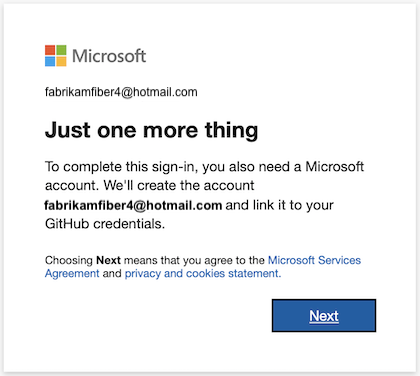 Microsoft
fabrikamfiber4@hotmail.com
Just one more thing
To complete this sign-in, you also need a Microsoft
account. We'll create the account
fabrikamfiber4@hotmail.com and link it to your
GitHub credentials.
Choosing Next means that you agree to the Microsoft Services
Agreement and privacy and cookies statement.
Next